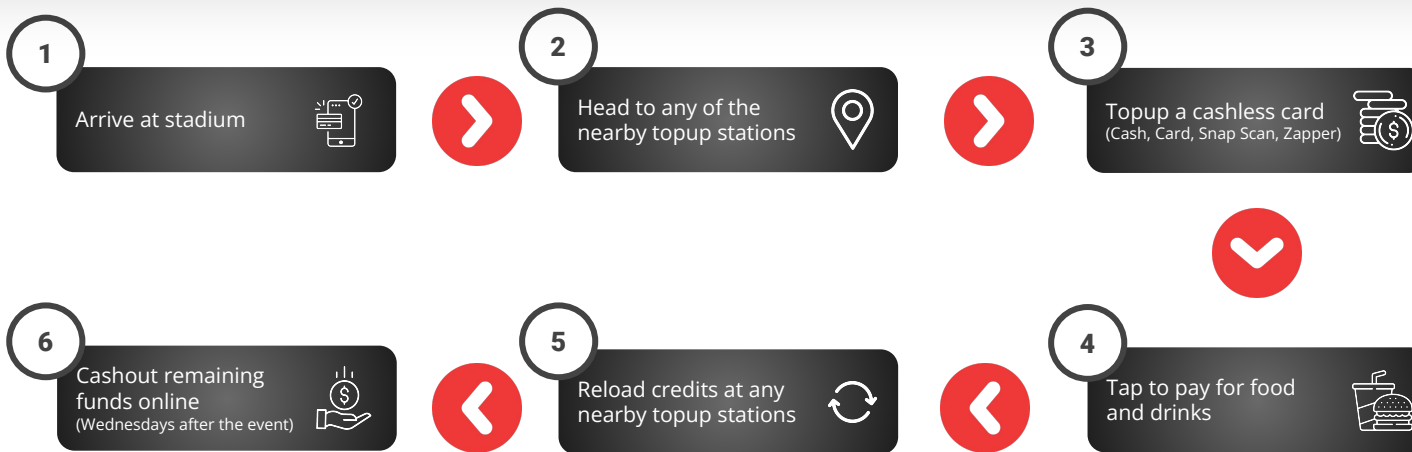 1
Arrive at stadium
2
Head to any of the
nearby topup stations
3
Topup a cashless card
(Cash, Card, Snap Scan, Zapper)
4
Tap to pay for food
and drinks
5
Reload credits at any
nearby topup stations
6
Cashout remaining
funds online
(Wednesdays after the event)